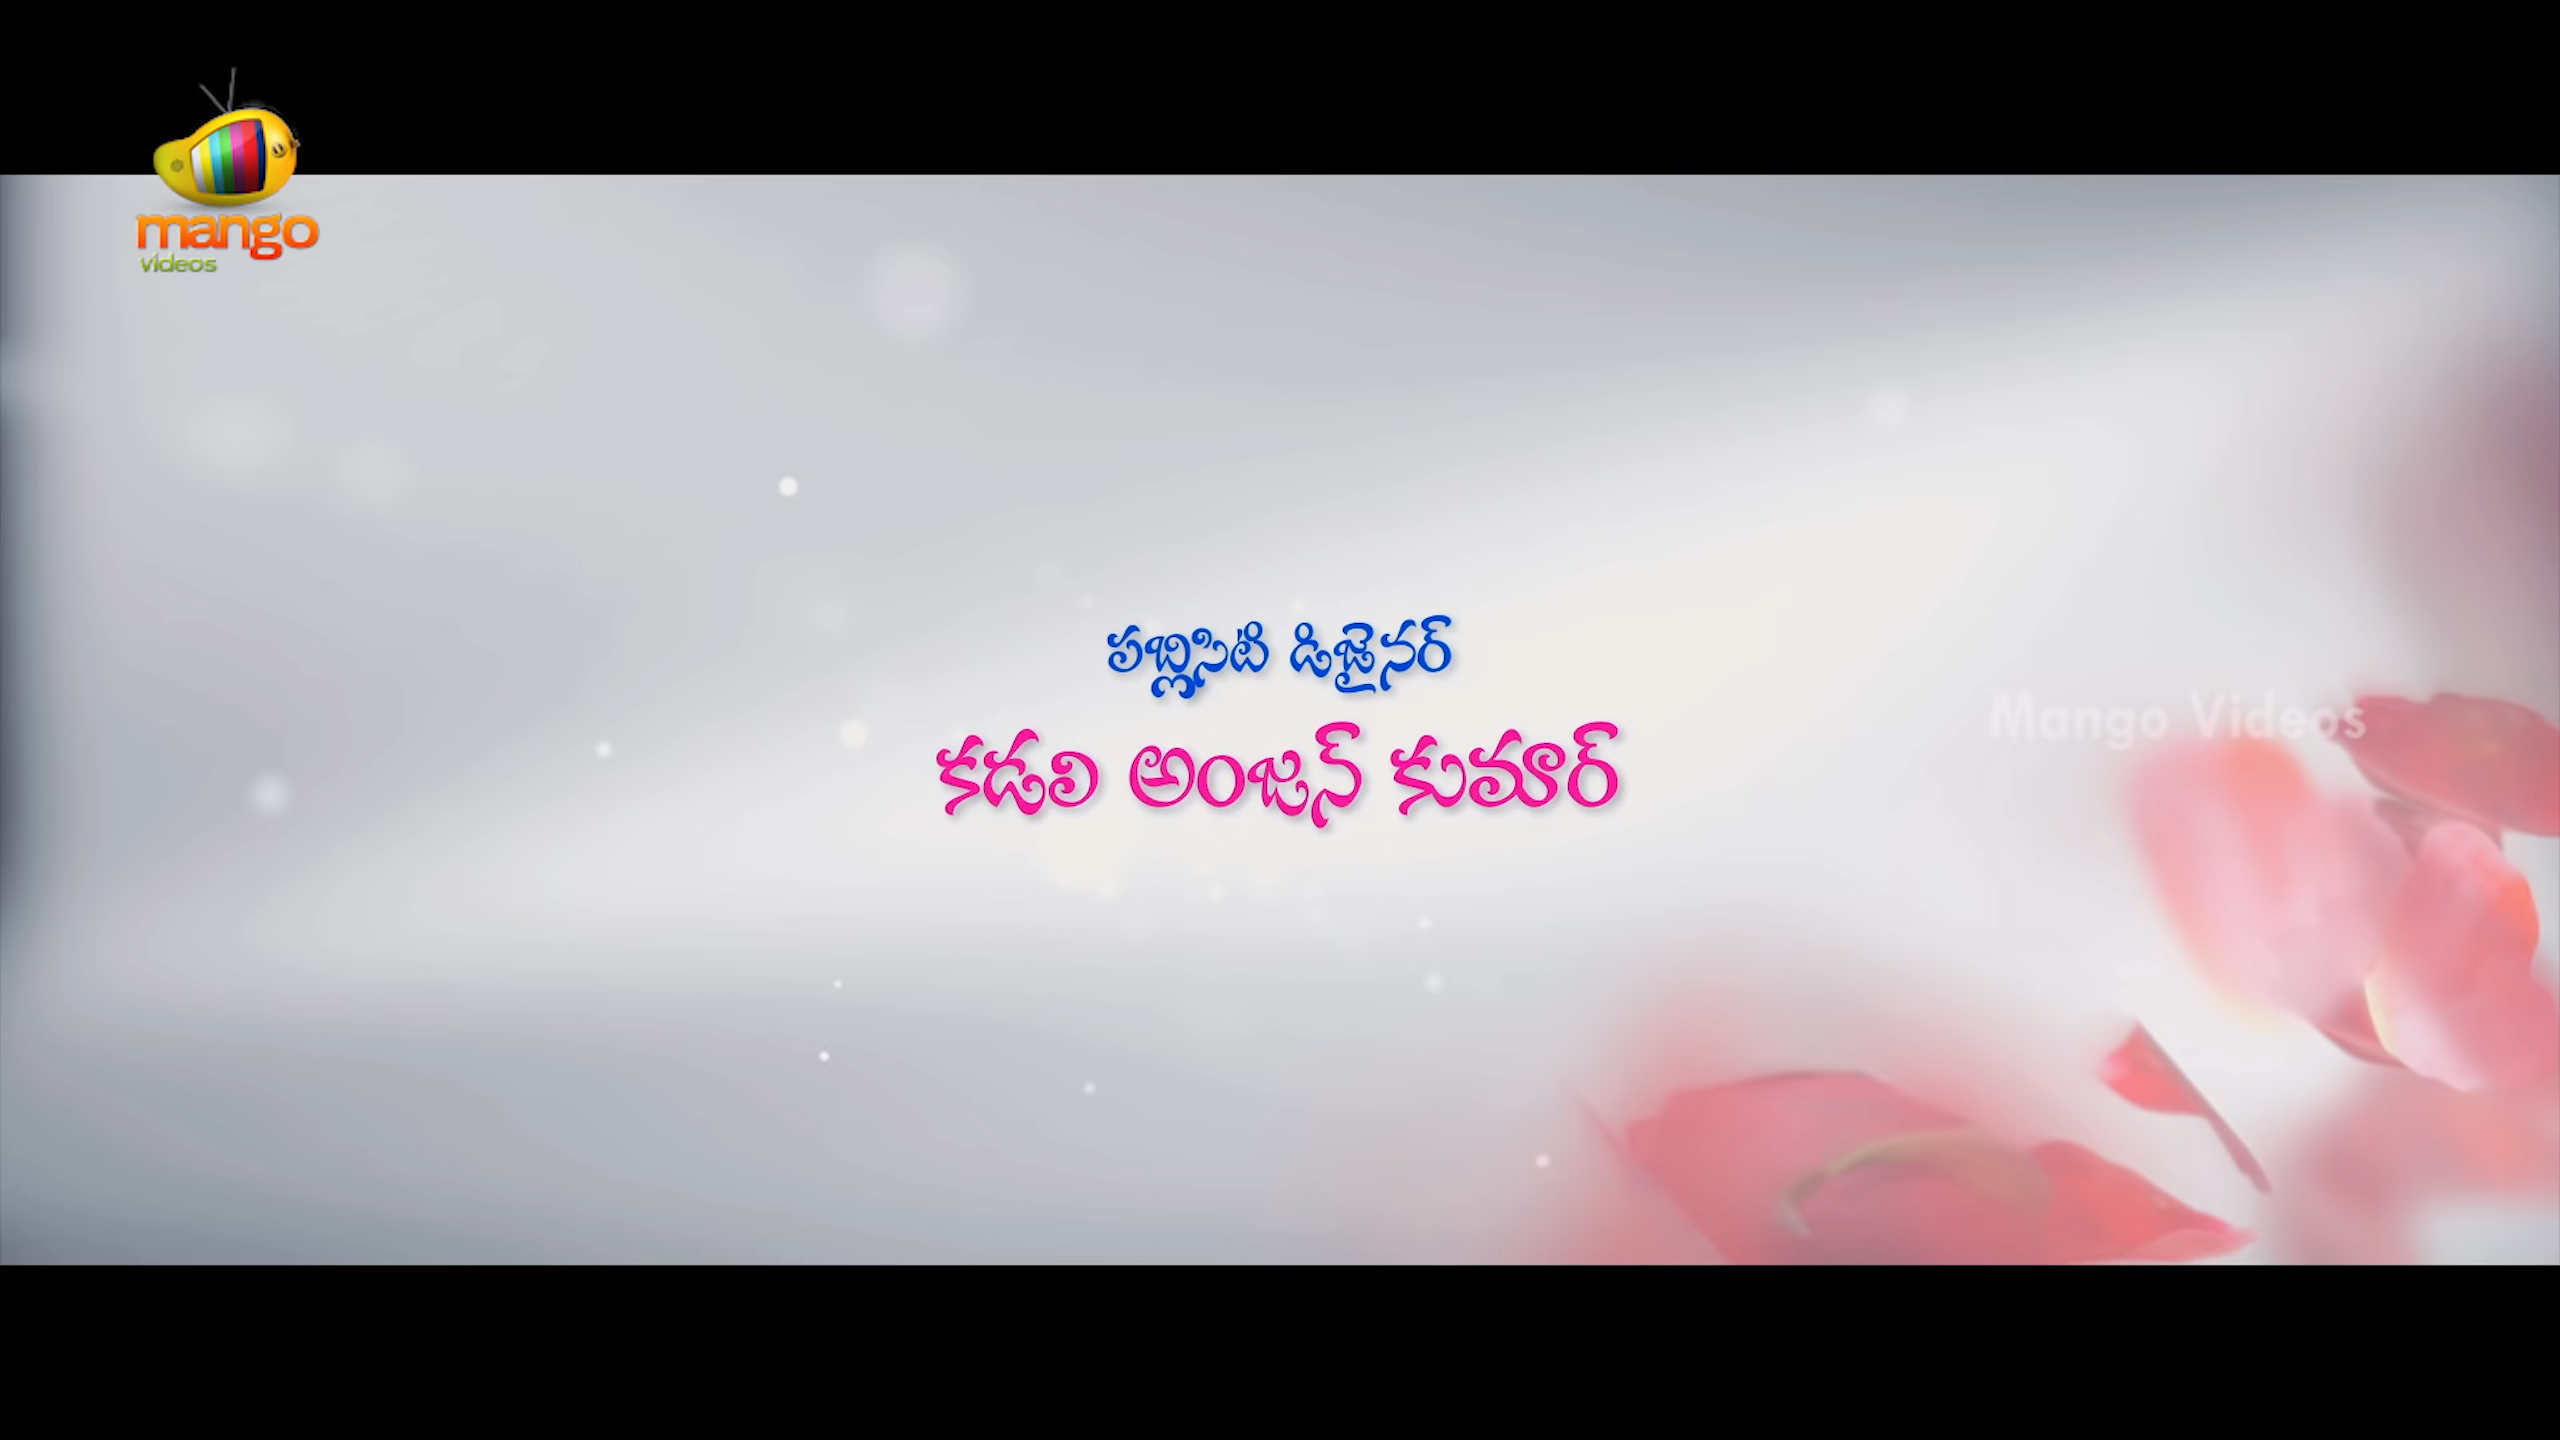 mango
videos
పబ్లిసిటి డిజైనర్
కడలి అంజన్ కుమార్
Mango Videos